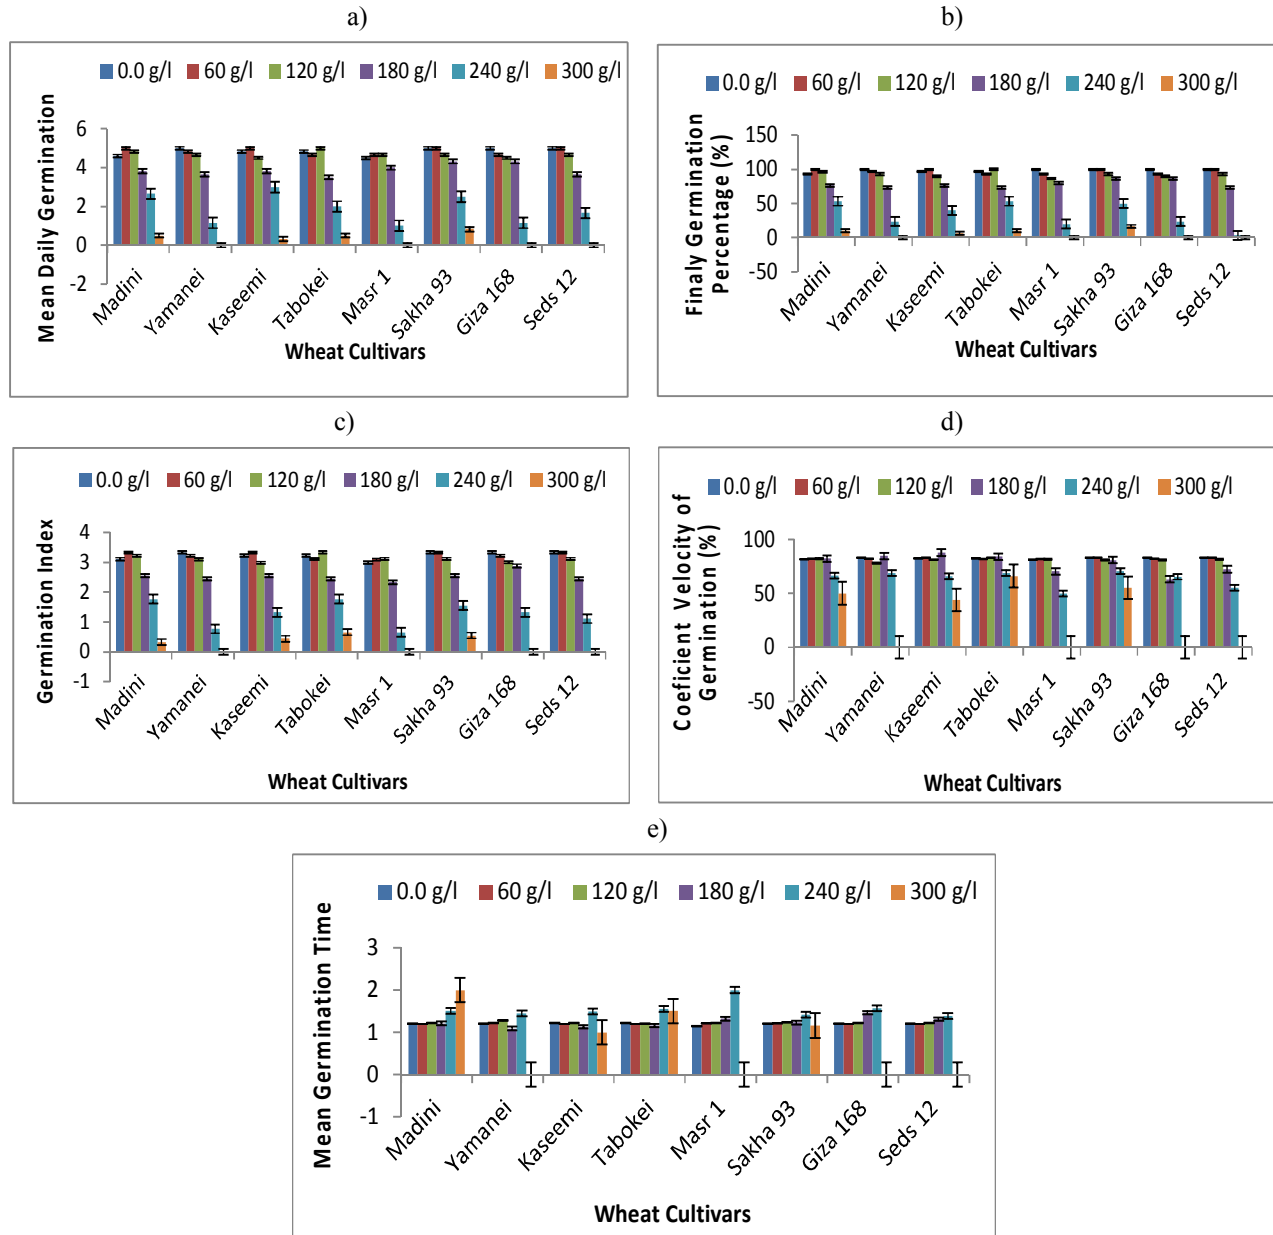 a)
0.0 g/l 60 g/l 120 g/l 180 g/l 240 g/l 300 g/l
6
4
2
0
-2
Mean Daily Germination
Madini Yamanei Kaseemi Tabokei Masr 1 Sakha 93 Giza 168 Seds 12
Wheat Cultivars
b)
0.0 g/l 60 g/l 120 g/l 180 g/l 240 g/l 300 g/l
150
100
50
0
-50
Finaly Germination
Percentage (%)
Madini Yamanei Kaseemi Tabokei Masr 1 Sakha 93 Giza 168 Seds 12
Wheat Cultivars
c)
0.0 g/l 60 g/l 120 g/l 180 g/l 240 g/l 300 g/l
4
3
2
1
0
-1
Germination Index
Madini Yamanei Kaseemi Tabokei Masr 1 Sakha 93 Giza 168 Seds 12
Wheat Cultivars
d)
0.0 g/l 60 g/l 120 g/l 180 g/l 240 g/l 300 g/l
100
50
0
-50
Coeficient Velocity of
Germination (%)
Madini Yamanei Kaseemi Tabokei Masr 1 Sakha 93 Giza 168 Seds 12
Wheat Cultivars
e)
0.0 g/l 60 g/l 120 g/l 180 g/l 240 g/l 300 g/l
3
2
1
0
-1
Mean Germination Time
Madini Yamanei Kaseemi Tabokei Masr 1 Sakha 93 Giza 168 Seds 12
Wheat Cultivars